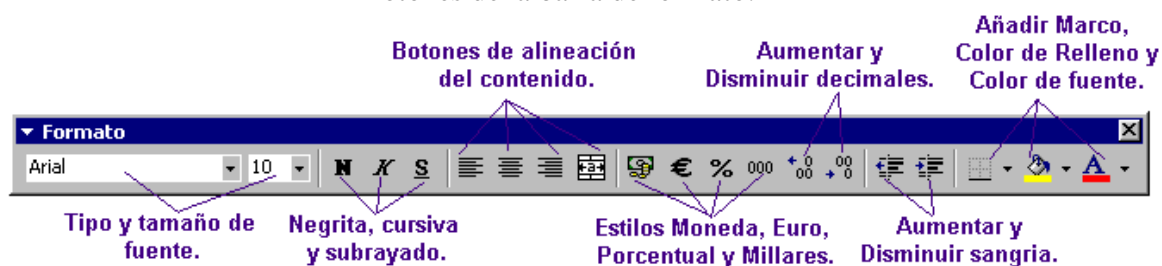 Añadir Marco,
Color de Relleno y
Color de fuente.
Botones de alineación
del contenido.
Aumentar y
Disminuir decimales.
Formato
Arial 10 N K S € % 000
Tipo y tamaño de
fuente.
Negrita, cursiva
y subrayado.
Estilos Moneda, Euro,
Porcentual y Millares.
Aumentar y
Disminuir sangria.